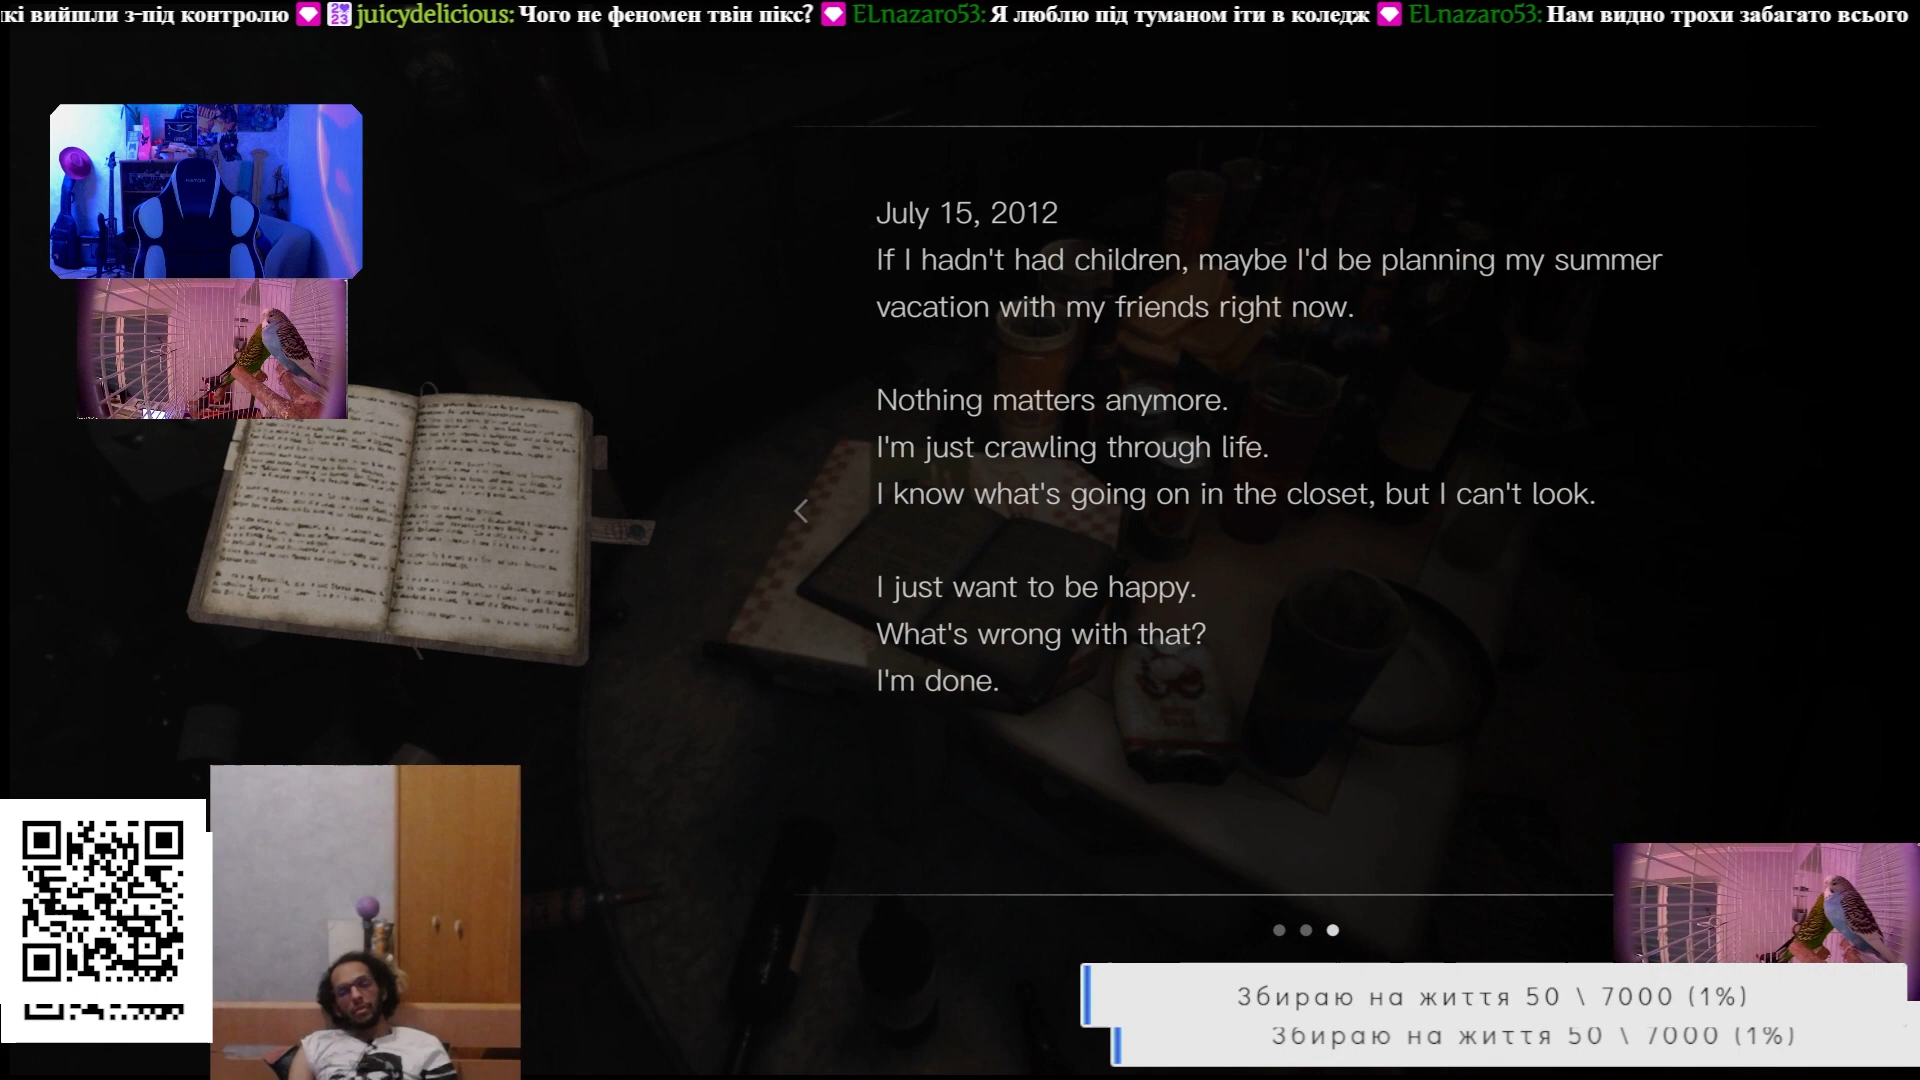 кі вийшли з-під контролю juicydelicious: Чого не феномен твін пікс? ELnazaro53: Я люблю під туманом іти в коледж ELnazaro53: Нам видно трохи забагато всього
July 15, 2012
If I hadn't had children, maybe I'd be planning my summer
vacation with my friends right now.
Nothing matters anymore.
I'm just crawling through life.
I know what's going on in the closet, but I can't look.
I just want to be happy.
What's wrong with that?
I'm done.
Збираю на життя 50 \ 7000 (1%)
Збираю на життя 50 \ 7000 (1%)